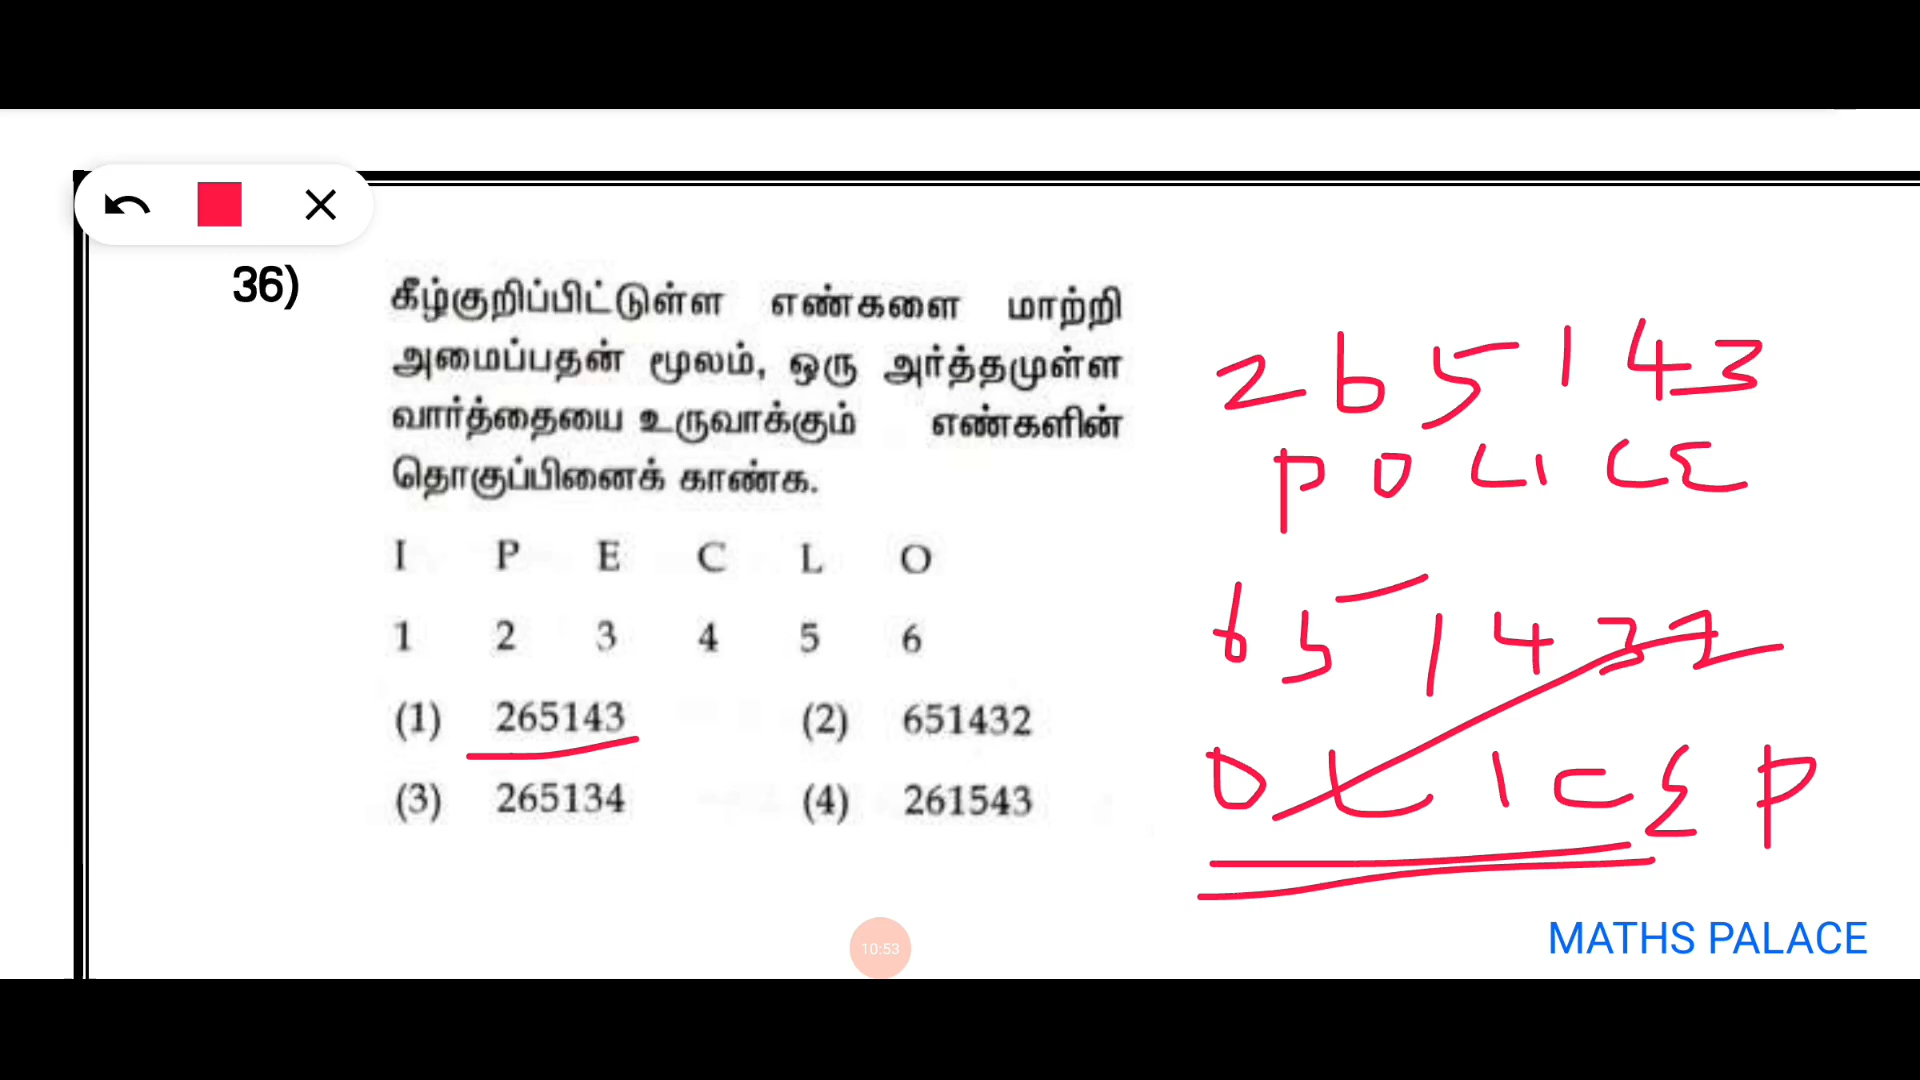 36)
கீழ்குறிப்பிட்டுள்ள எண்களை மாற்றி
அமைப்பதன் மூலம், ஒரு அர்த்தமுள்ள
வார்த்தையை உருவாக்கும் எண்களின்
தொகுப்பினைக் காண்க.
I P E C L O
1 2 3 4 5 6
(1) 265143 (2) 651432
(3) 265134 (4) 261543
265143
POLICE
651432
OLICEP
10:53
MATHS PALACE